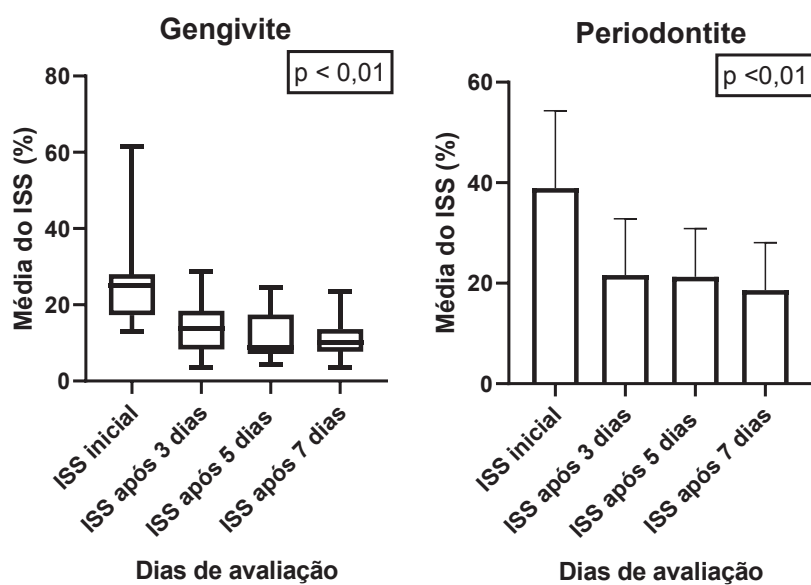 Gengivite
p < 0,01
Média do ISS (%)
80
60
40
20
0
ISS inicial
ISS após 3 dias
ISS após 5 dias
ISS após 7 dias
Dias de avaliação
Periodontite
p <0,01
Média do ISS (%)
60
40
20
0
ISS inicial
ISS após 3 dias
ISS após 5 dias
ISS após 7 dias
Dias de avaliação